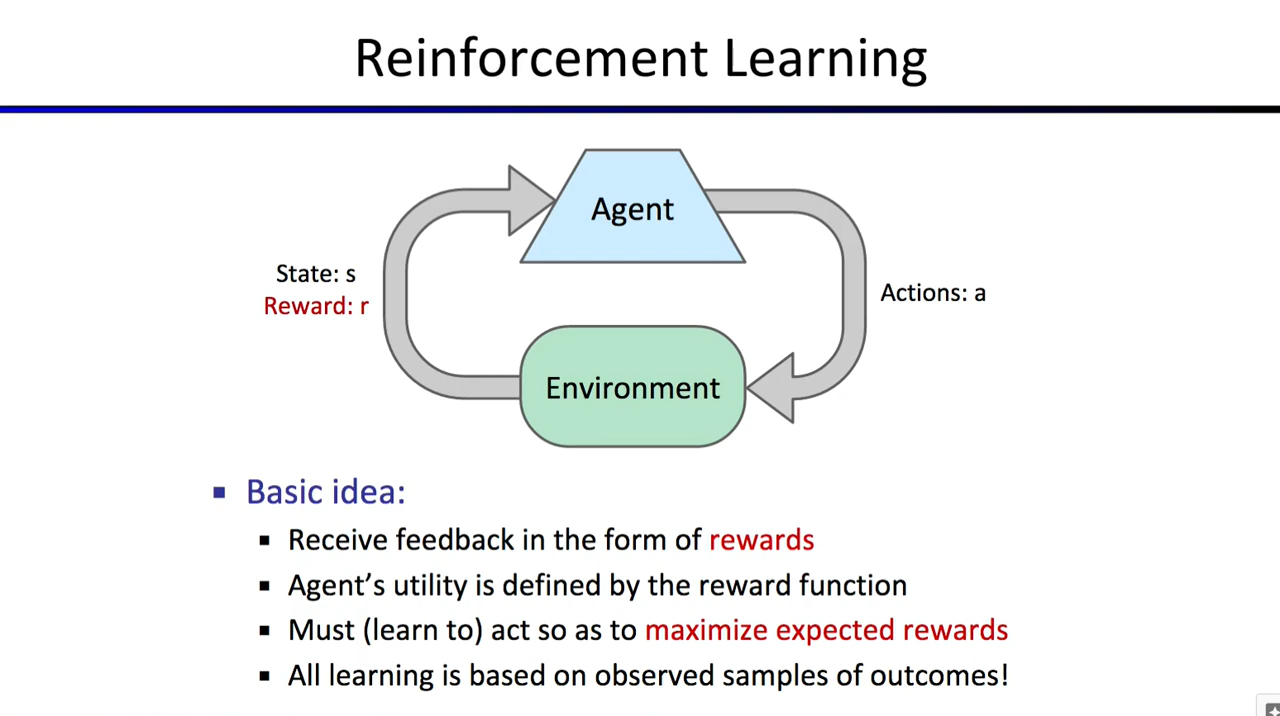 Reinforcement Learning
Agent
State: s
Reward: r
Actions: a
Environment
Basic idea:
Receive feedback in the form of rewards
Agent's utility is defined by the reward function
Must (learn to) act so as to maximize expected rewards
All learning is based on observed samples of outcomes!